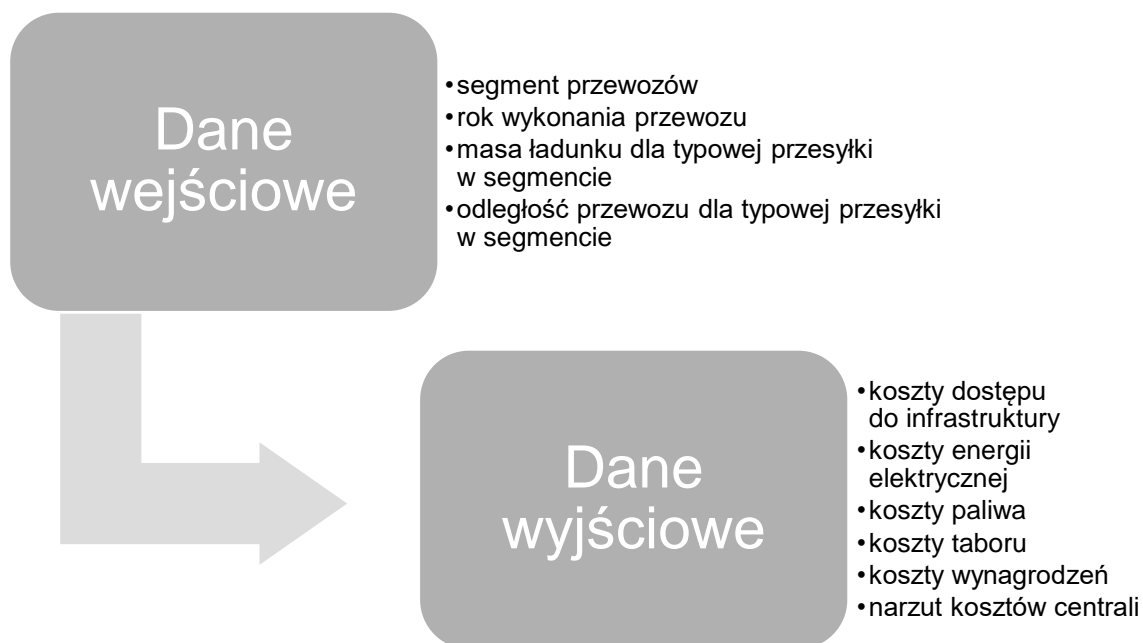 Dane
wejściowe
•segment przewozów
•rok wykonania przewozu
•masa ładunku dla typowej przesyłki
w segmencie
•odległość przewozu dla typowej przesyłki
w segmencie
Dane
wyjściowe
•koszty dostępu
do infrastruktury
•koszty energii
elektrycznej
•koszty paliwa
•koszty taboru
•koszty wynagrodzeń
•narzut kosztów centrali